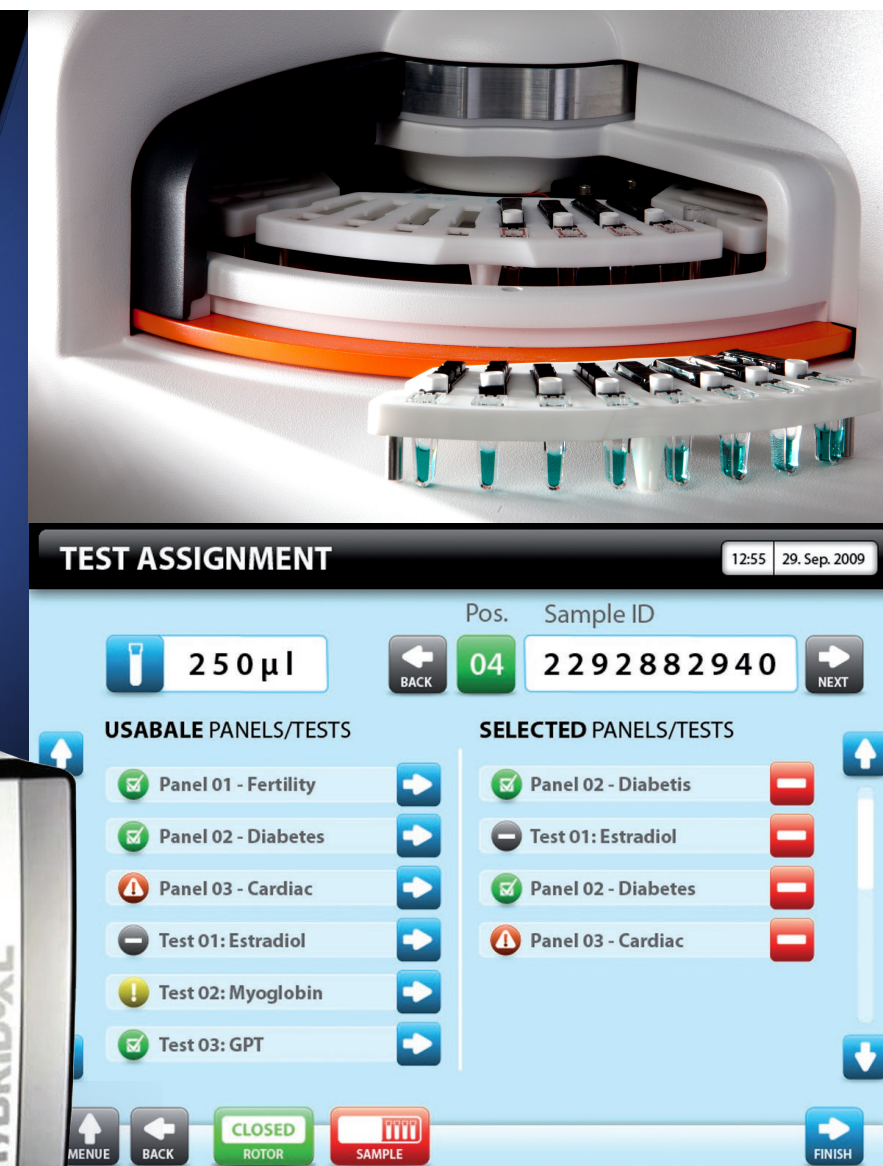 TEST ASSIGNMENT
12:55 29. Sep. 2009
Pos. Sample ID
250µl
BACK
04
2292882940
NEXT
USABALE PANELS/TESTS
SELECTED PANELS/TESTS
Panel 01 - Fertility
Panel 02 - Diabetes
Panel 03 - Cardiac
Test 01: Estradiol
Test 02: Myoglobin
Test 03: GPT
Panel 02 - Diabetis
Test 01: Estradiol
Panel 02 - Diabetes
Panel 03 - Cardiac
MENUE
BACK
CLOSED
ROTOR
SAMPLE
FINISH